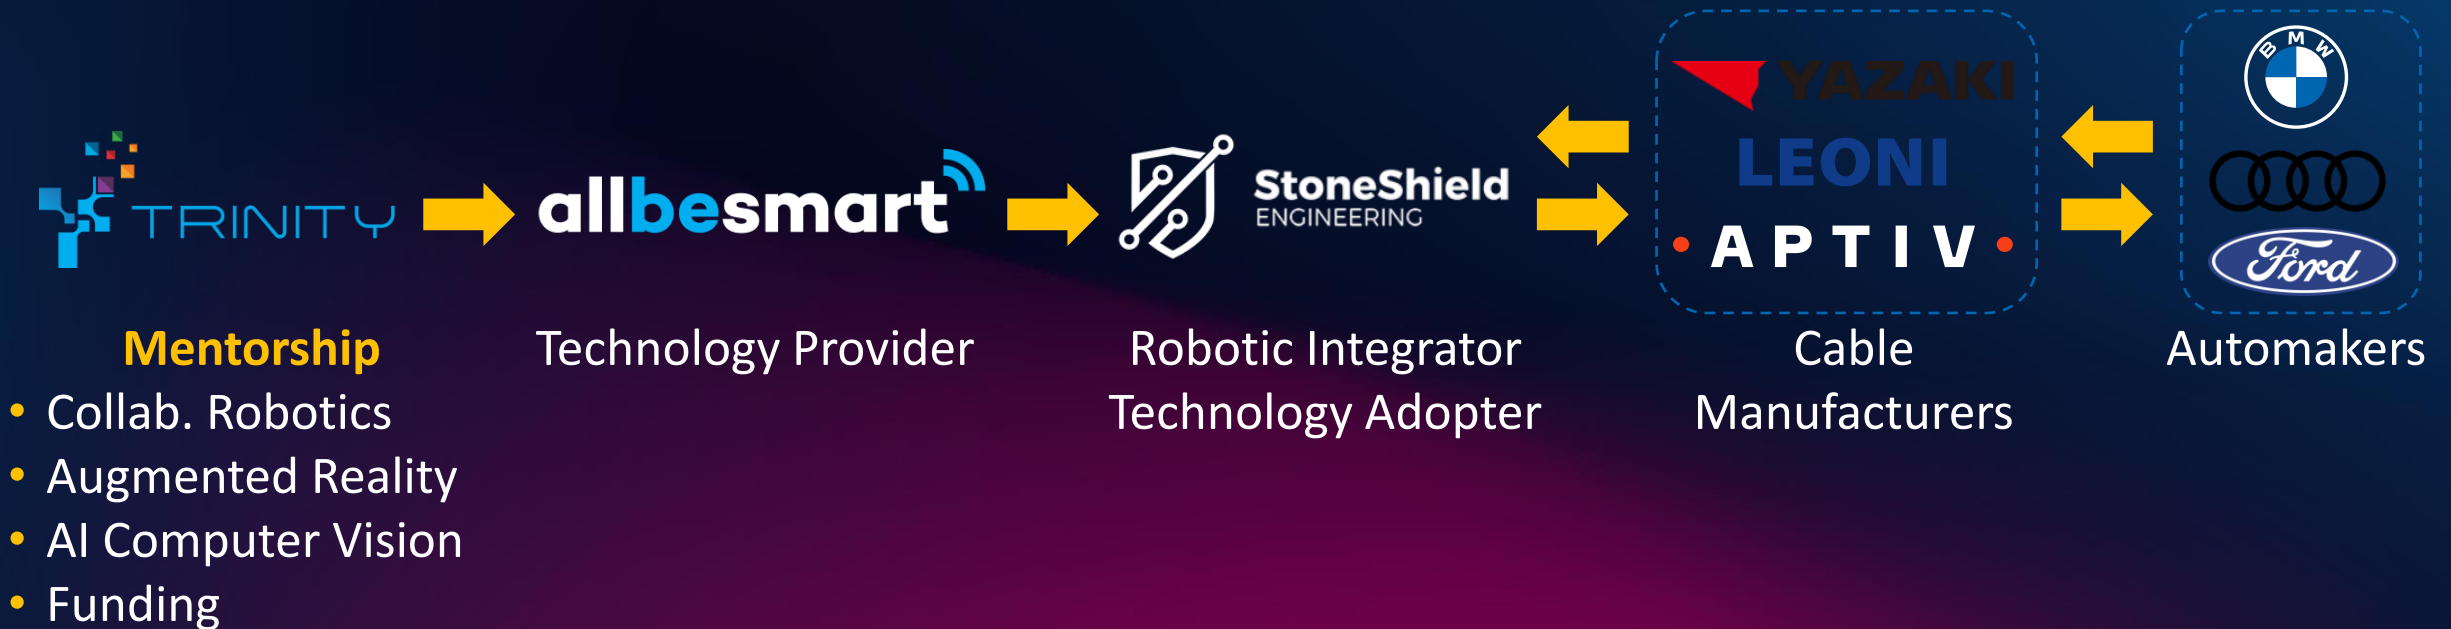 TRINITY
allbesmart
StoneShield
ENGINEERING
YAZAKI
LEONI
APTIV
BMW
Ford
Mentorship
• Collab. Robotics
• Augmented Reality
• AI Computer Vision
• Funding
Technology Provider
Robotic Integrator
Technology Adopter
Cable
Manufacturers
Automakers